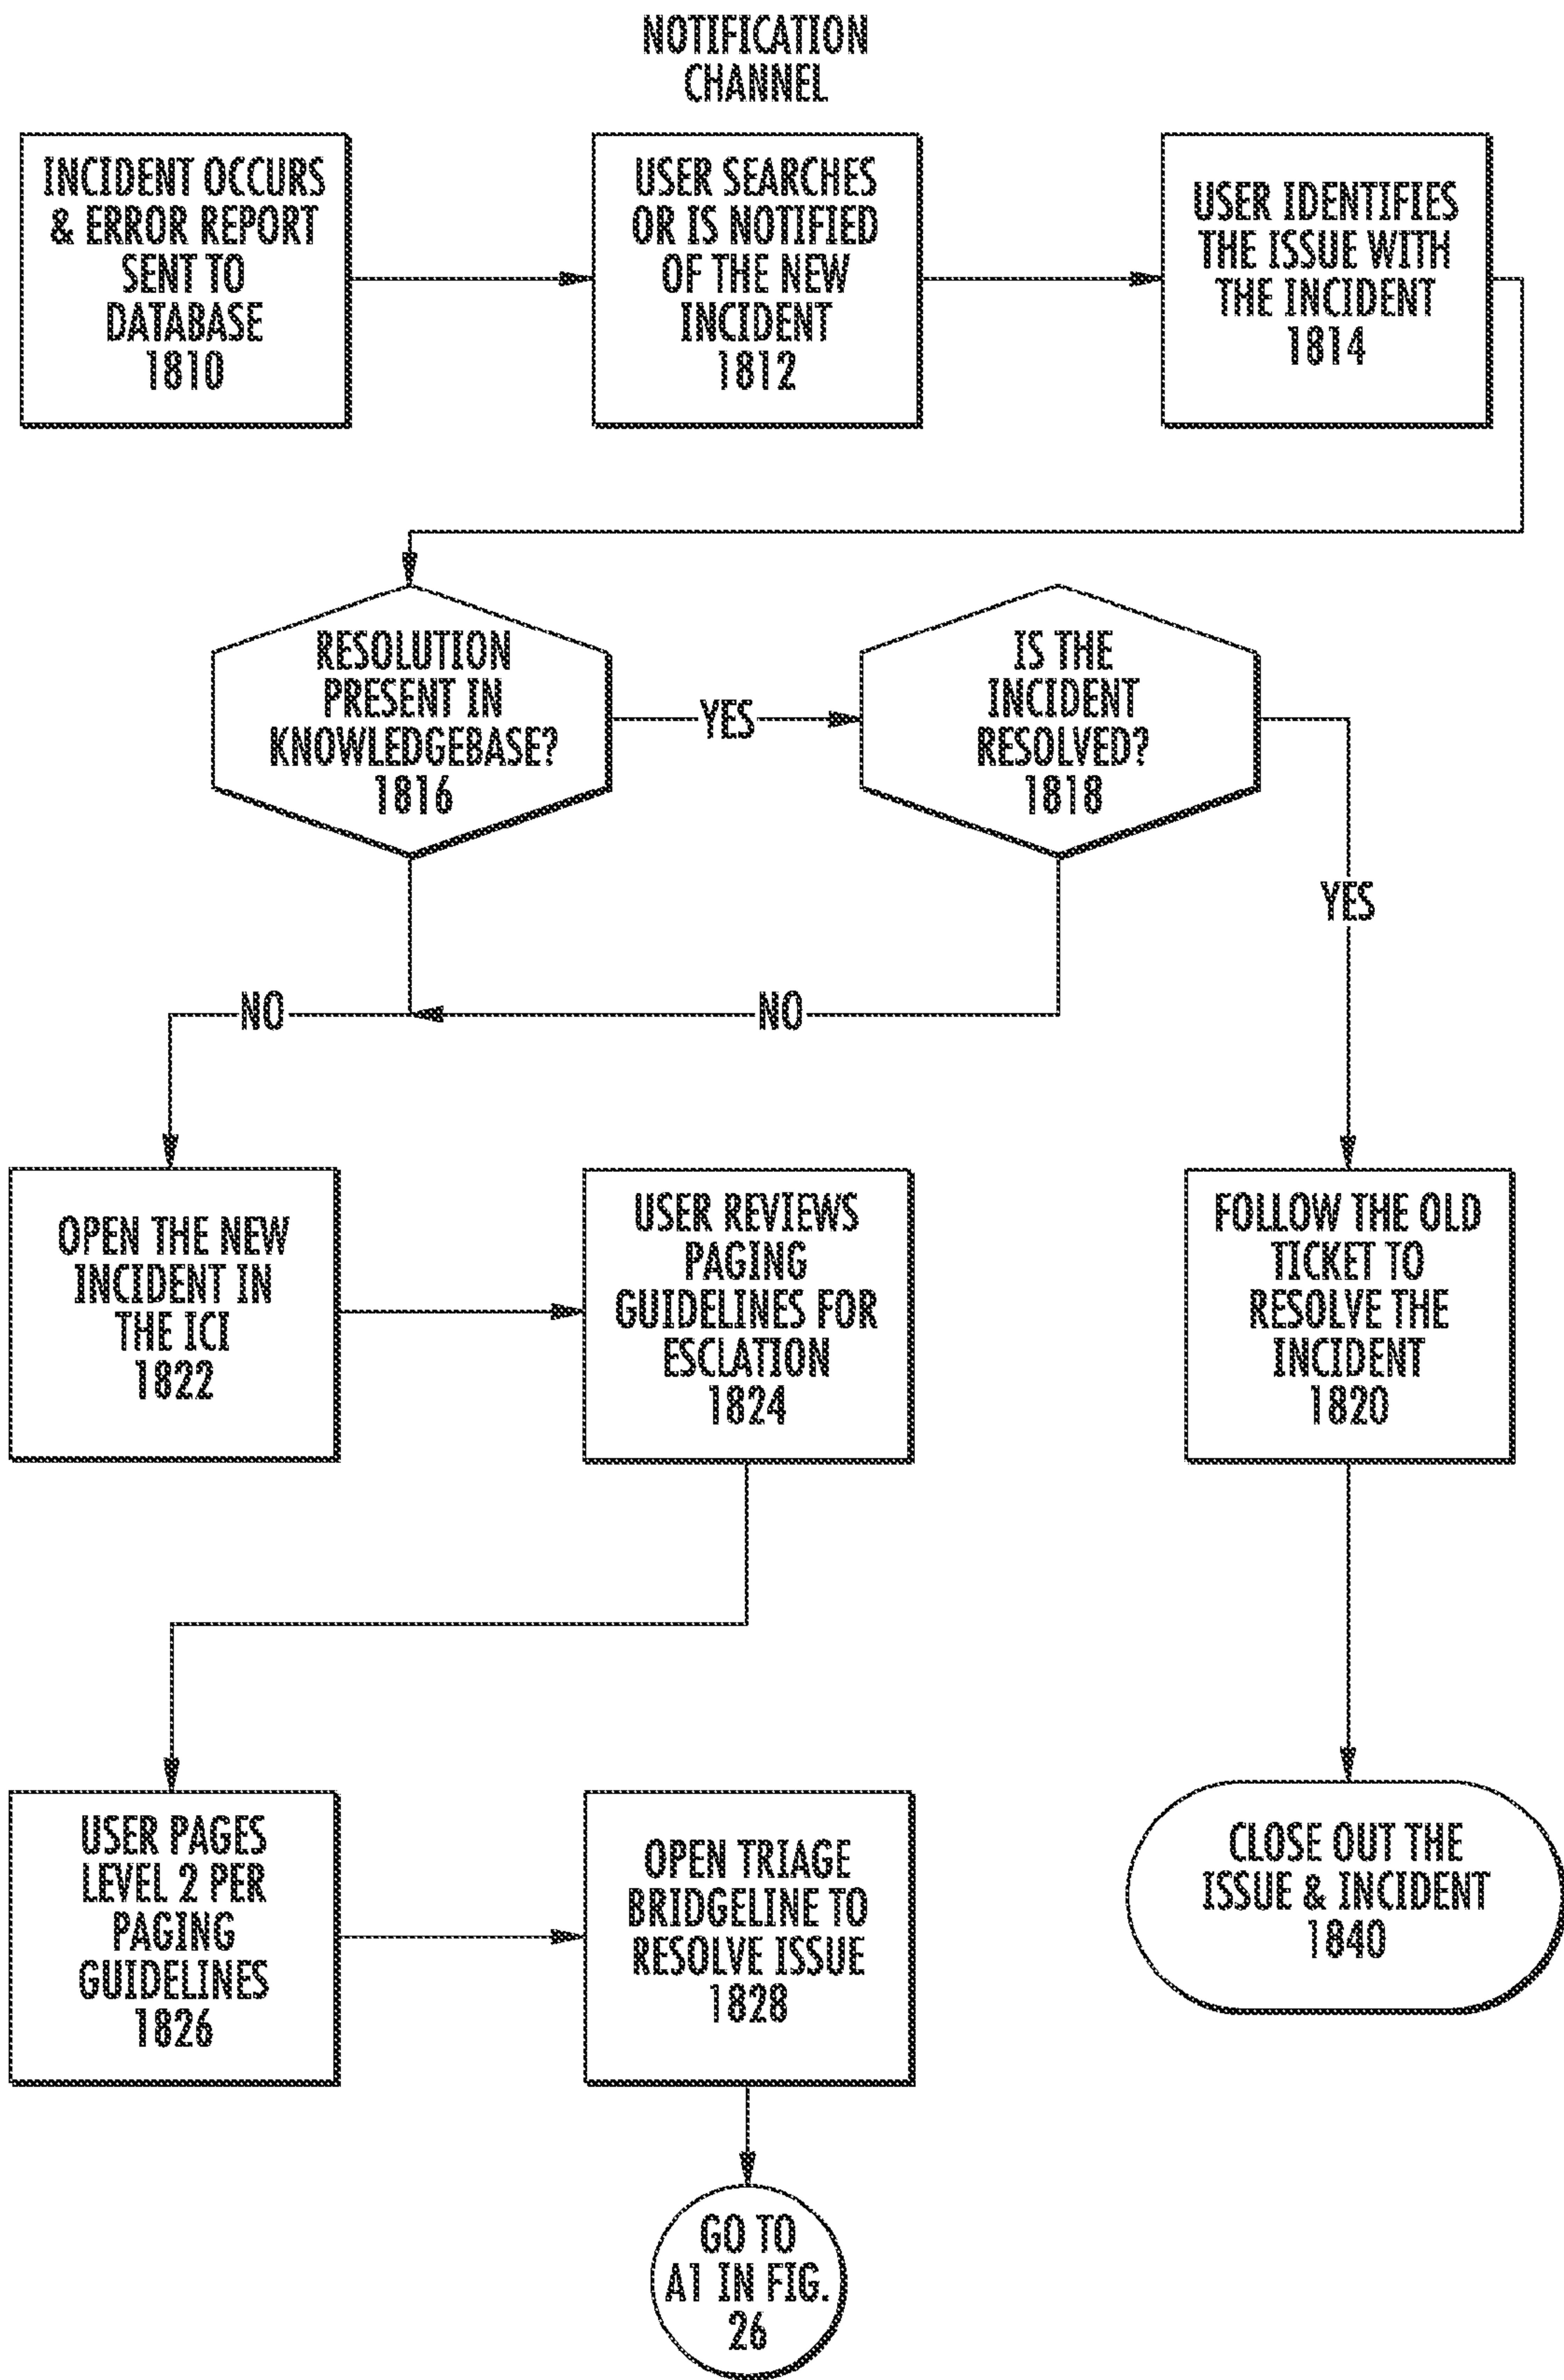 NOTIFICATION
CHANNEL
INCIDENT OCCURS
& ERROR REPORT
SENT TO
DATABASE
1810
USER SEARCHES
OR IS NOTIFIED
OF THE NEW
INCIDENT
1812
USER IDENTIFIES
THE ISSUE WITH
THE INCIDENT
1814
RESOLUTION
PRESENT IN
KNOWLEDGEBASE?
1816
YES
IS THE
INCIDENT
RESOLVED?
1818
YES
NO
NO
OPEN THE NEW
INCIDENT IN
THE ICI
1822
USER REVIEWS
PAGING
GUIDELINES FOR
ESCLATION
1824
FOLLOW THE OLD
TICKET TO
RESOLVE THE
INCIDENT
1820
USER PAGES
LEVEL 2 PER
PAGING
GUIDELINES
1826
OPEN TRIAGE
BRIDGELINE TO
RESOLVE ISSUE
1828
CLOSE OUT THE
ISSUE & INCIDENT
1840
GO TO
A1 IN FIG.
26